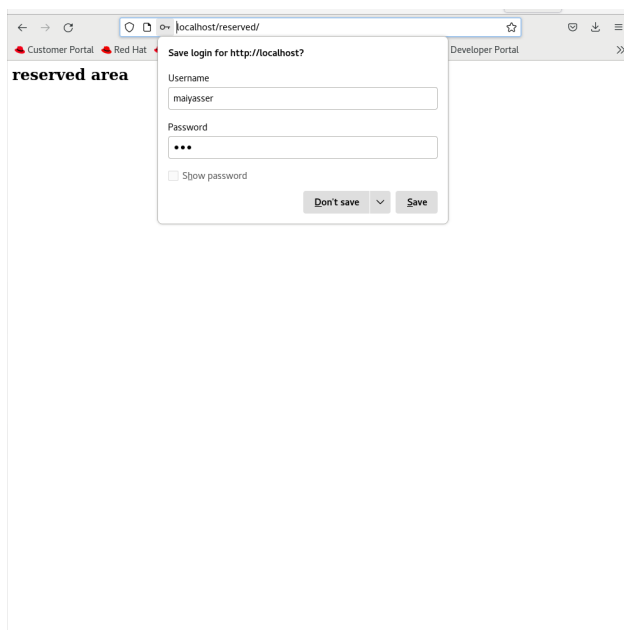 localhost/reserved/
Customer Portal Red Hat Developer Portal
reserved area
Save login for http://localhost?
Username
maiyasser
Password
•••
Show password
Don't save Save